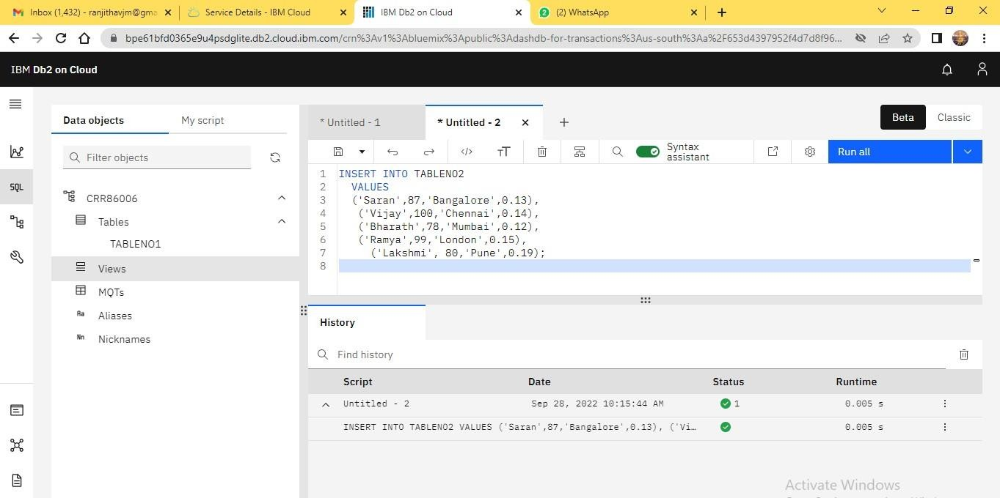 Inbox (1,432) - ranjithavjm@gma
Service Details - IBM Cloud
IBM Db2 on Cloud
2 (2) WhatsApp
bpe61bfd0365e9u4psdglite.db2.cloud.ibm.com/crn%3Av1%3Abluemix%3Apublic%3Adashdb-for-transactions%3Aus-south%3Aa%2F653d4397952f4d7d8f96...
IBM Db2 on Cloud
Data objects My script
* Untitled - 1 * Untitled - 2
Beta Classic
Filter objects
Syntax
assistant
Run all
SQL
CRR86006
Tables
TABLENO1
Views
MQTs
Aa Aliases
Nn Nicknames
1 INSERT INTO TABLENO2
2 VALUES
3 ('Saran',87,'Bangalore',0.13),
4 ('Vijay',100,'Chennai',0.14),
5 ('Bharath',78,'Mumbai',0.12),
6 ('Ramya',99,'London',0.15),
7 ('Lakshmi', 80,'Pune',0.19);
8
History
Find history
Script Date Status Runtime
Untitled - 2 Sep 28, 2022 10:15:44 AM 1 0.005 s
INSERT INTO TABLENO2 VALUES ('Saran',87,'Bangalore',0.13), ('Vi... 0.005 s
Activate Windows